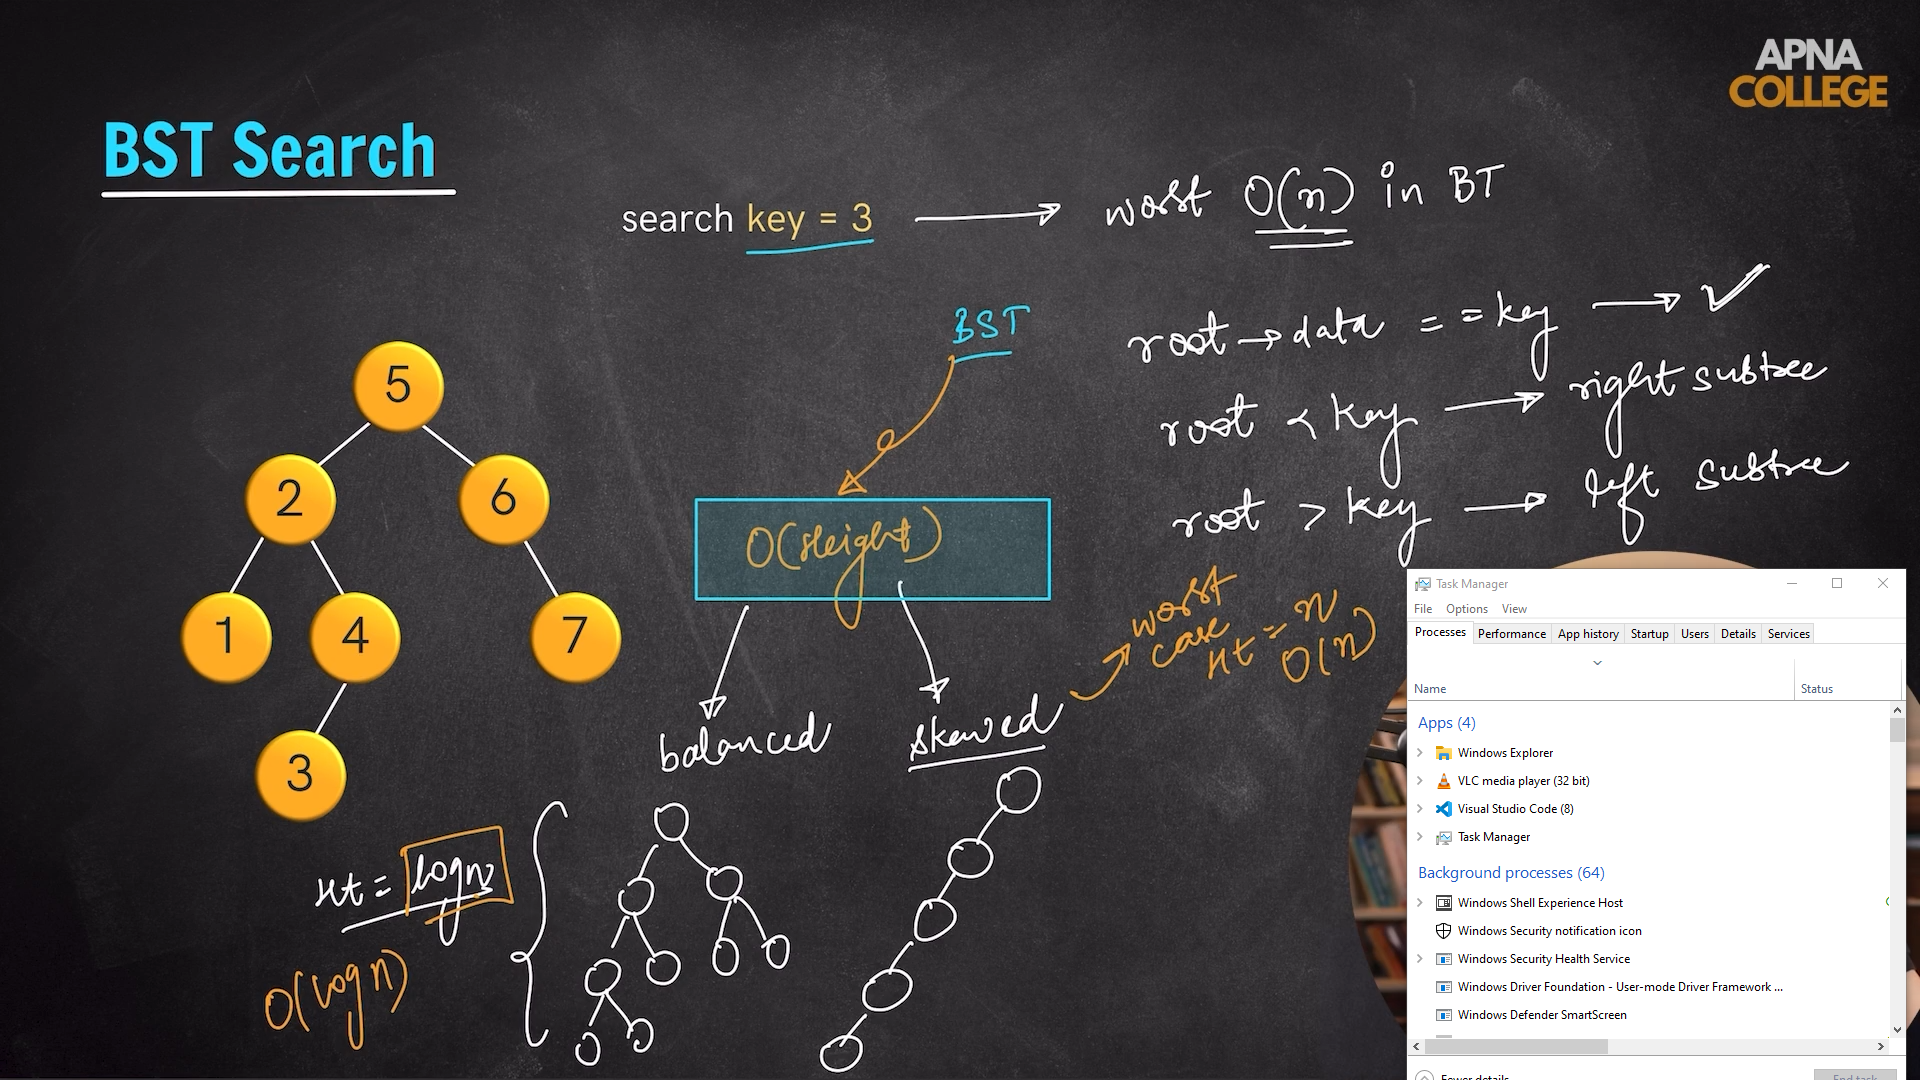 APNA
COLLEGE
BST Search
search key = 3
worst O(n) in BT
BST
root → data == key → ✓
root < key → right subtree
root > key → left subtree
5
2
6
1
4
7
3
O(Height)
worst
case
Ht = n
O(n)
balanced
skewed
Ht = logn
O(logn)
Task Manager
File Options View
Processes Performance App history Startup Users Details Services
Name Status
Apps (4)
Windows Explorer
VLC media player (32 bit)
Visual Studio Code (8)
Task Manager
Background processes (64)
Windows Shell Experience Host
Windows Security notification icon
Windows Security Health Service
Windows Driver Foundation - User-mode Driver Framework ...
Windows Defender SmartScreen
Fewer details
End task